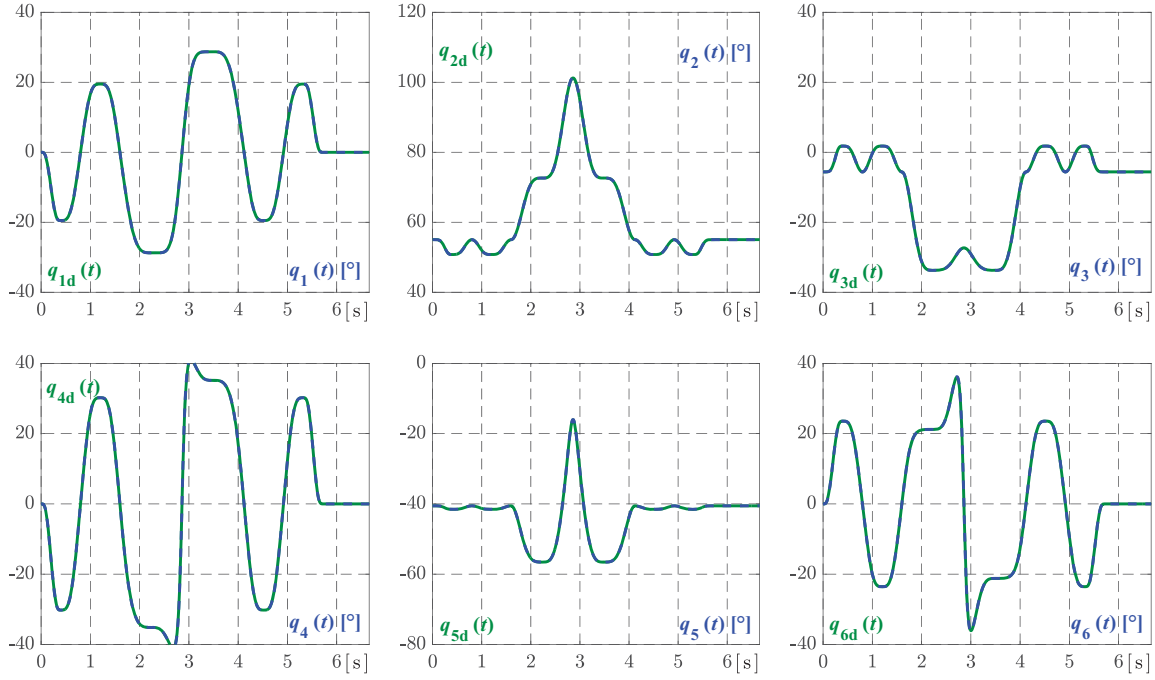 40 120 40
q2d (t) q2 (t) [°]
q1d (t) q1 (t) [°]
20 100 20
0 80 0
-20 60 -20
q3d (t) q3 (t) [°]
-40 40 -40
0 1 2 3 4 5 6 [s] 0 1 2 3 4 5 6 [s] 0 1 2 3 4 5 6 [s]
40 -0 40
q4d (t)
20 -20 20
0 -40 0
-20 -60 -20
q4 (t) [°] q5d (t) q5 (t) [°] q6d (t) q6 (t) [°]
-40 -80 -40
0 1 2 3 4 5 6 [s] 0 1 2 3 4 5 6 [s] 0 1 2 3 4 5 6 [s]